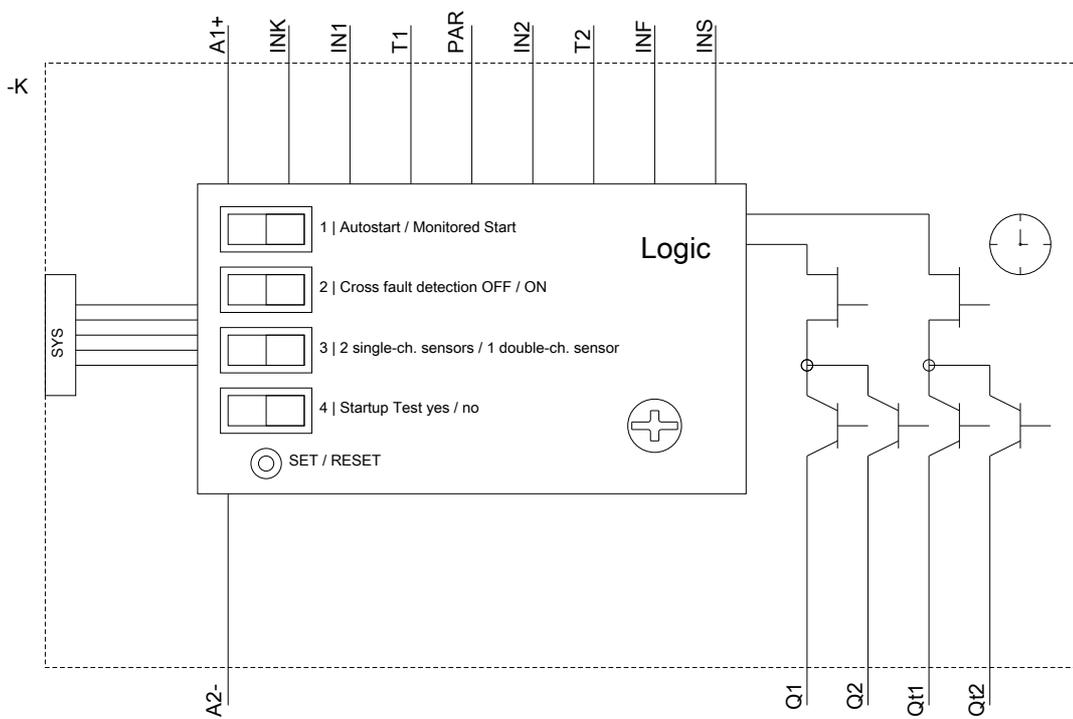 A1+
INK
IN1
T1
PAR
IN2
T2
INF
INS
-K
1 | Autostart / Monitored Start
Logic
2 | Cross fault detection OFF / ON
SYS
3 | 2 single-ch. sensors / 1 double-ch. sensor
4 | Startup Test yes / no
SET / RESET
A2-
Q1
Q2
Qt1
Qt2